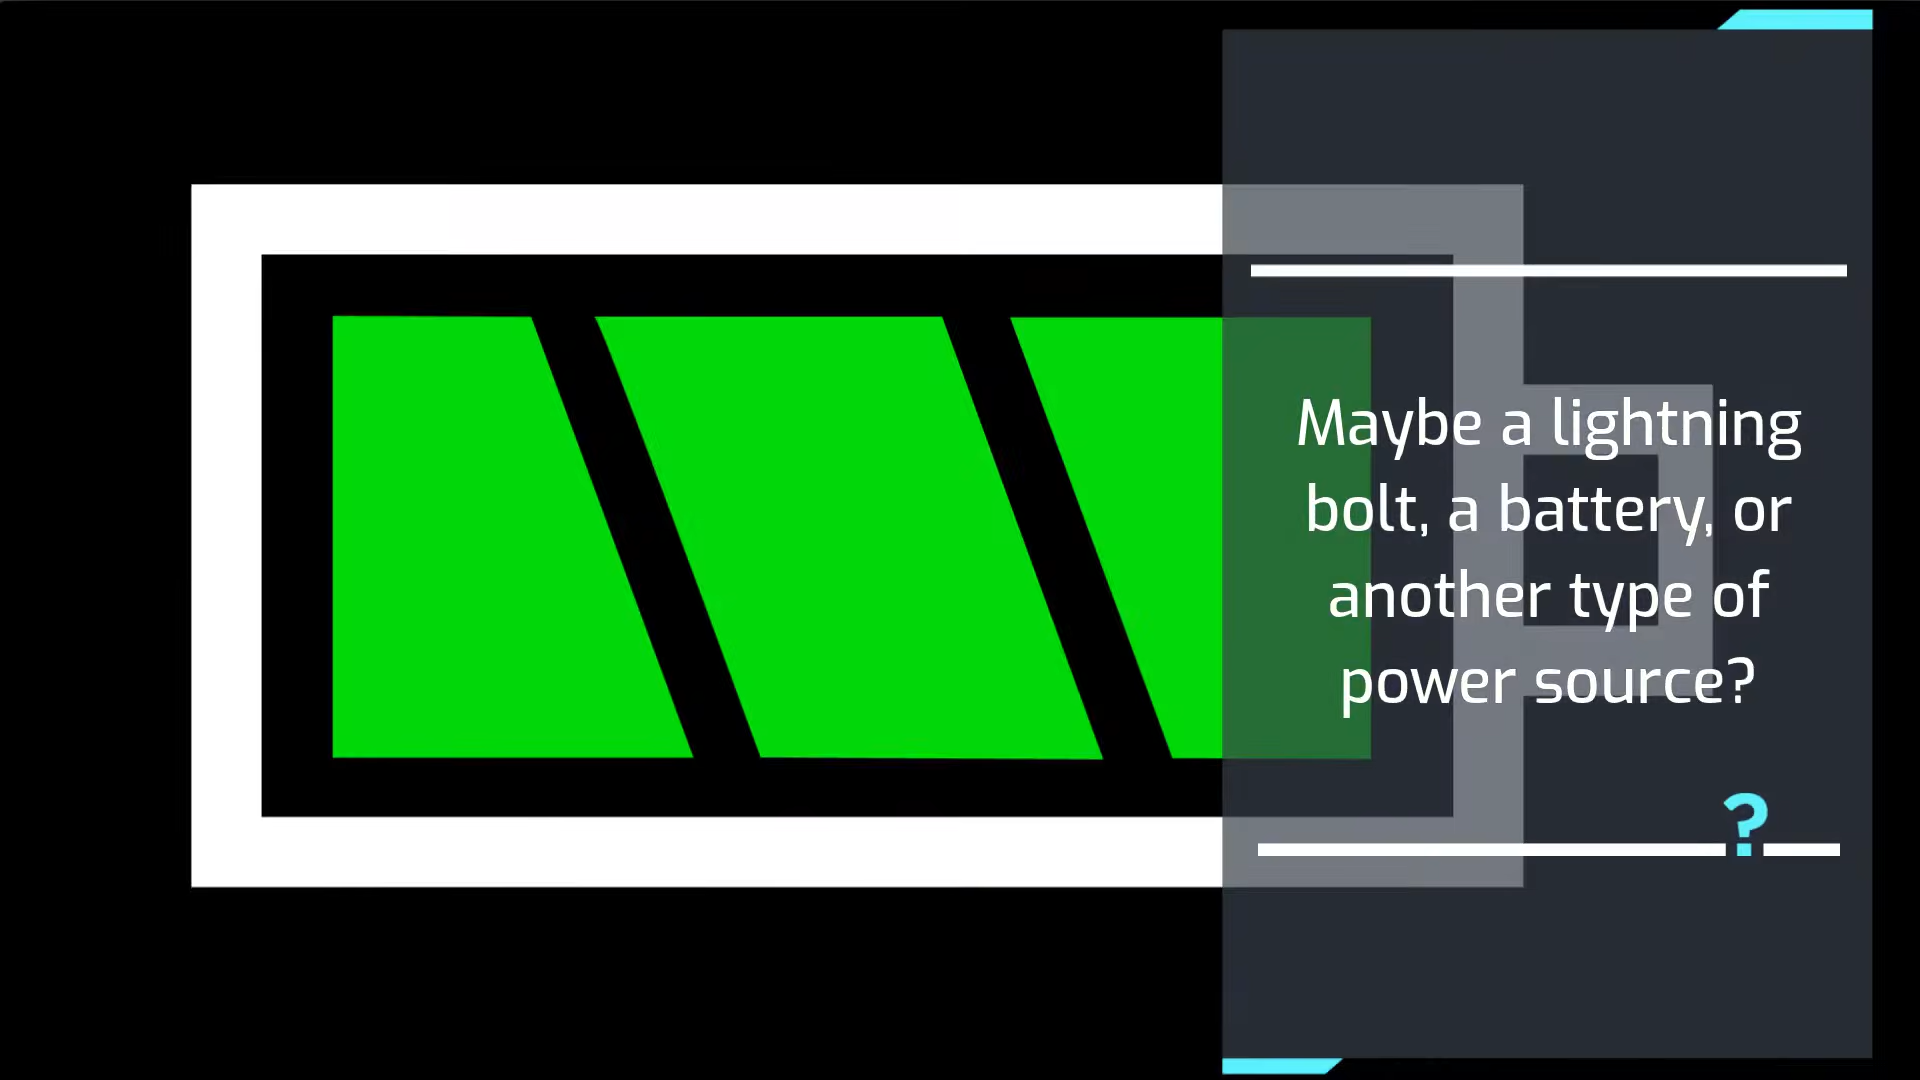 Maybe a lightning
bolt, a battery, or
another type of
power source?
?